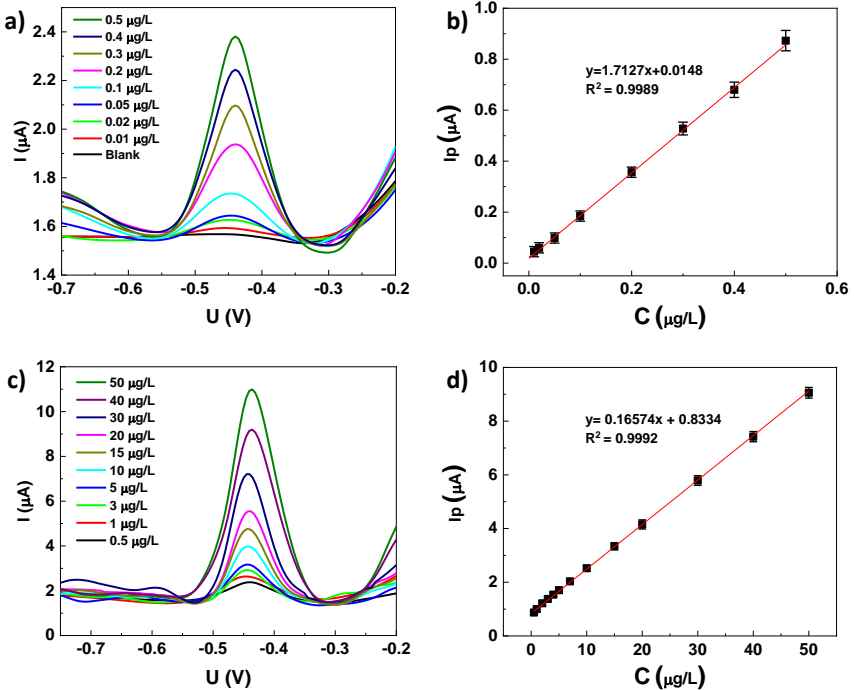 a)
0.5 µg/L
0.4 µg/L
0.3 µg/L
0.2 µg/L
0.1 µg/L
0.05 µg/L
0.02 µg/L
0.01 µg/L
Blank
2.4
2.2
2.0
1.8
1.6
1.4
I (µA)
-0.7 -0.6 -0.5 -0.4 -0.3 -0.2
U (V)
b)
y=1.7127x+0.0148
R² = 0.9989
1.0
0.8
0.6
0.4
0.2
0.0
Ip (µA)
0.0 0.2 0.4 0.6
C (µg/L)
c)
50 µg/L
40 µg/L
30 µg/L
20 µg/L
15 µg/L
10 µg/L
5 µg/L
3 µg/L
1 µg/L
0.5 µg/L
12
10
8
6
4
2
0
I (µA)
-0.7 -0.6 -0.5 -0.4 -0.3 -0.2
U (V)
d)
y= 0.16574x + 0.8334
R² = 0.9992
10
8
6
4
2
0
Ip (µA)
0 10 20 30 40 50
C (µg/L)